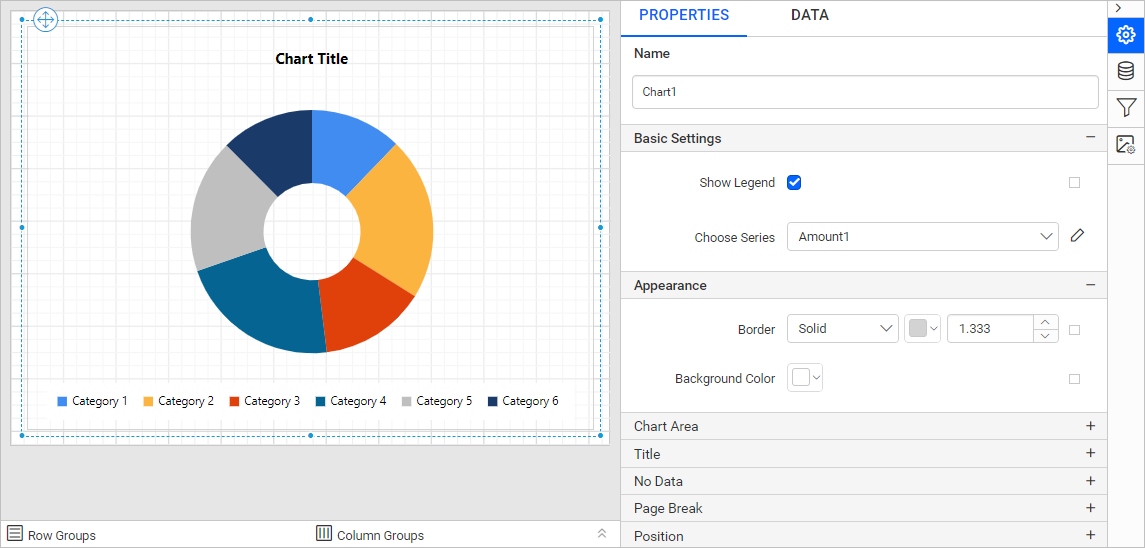 Chart Title
Category 1 Category 2 Category 3 Category 4 Category 5 Category 6
Row Groups Column Groups
PROPERTIES DATA
Name
Chart1
Basic Settings
Show Legend
Choose Series Amount1
Appearance
Border Solid 1.333
Background Color
Chart Area
Title
No Data
Page Break
Position